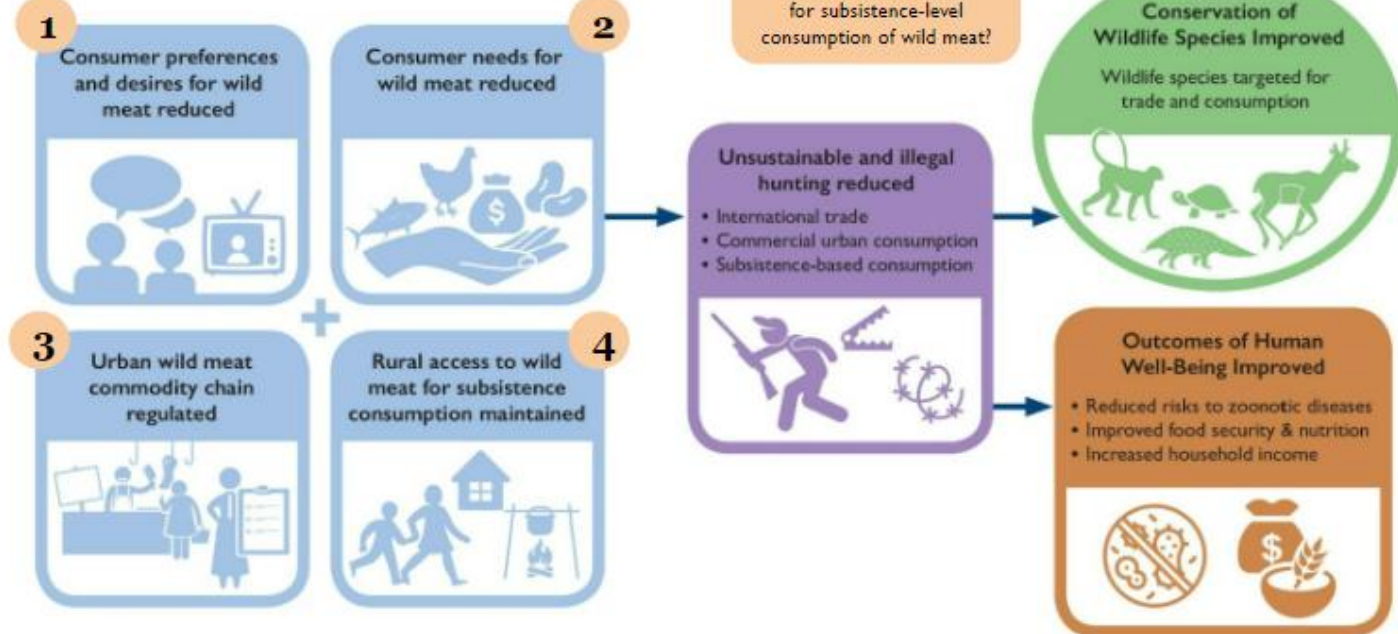 1
Consumer preferences
and desires for wild
meat reduced
2
Consumer needs for
wild meat reduced
$
3
Urban wild meat
commodity chain
regulated
4
Rural access to wild
meat for subsistence
consumption maintained
+
for subsistence-level
consumption of wild meat?
Unsustainable and illegal
hunting reduced
• International trade
• Commercial urban consumption
• Subsistence-based consumption
Conservation of
Wildlife Species Improved
Wildlife species targeted for
trade and consumption
Outcomes of Human
Well-Being Improved
• Reduced risks to zoonotic diseases
• Improved food security & nutrition
• Increased household income
$